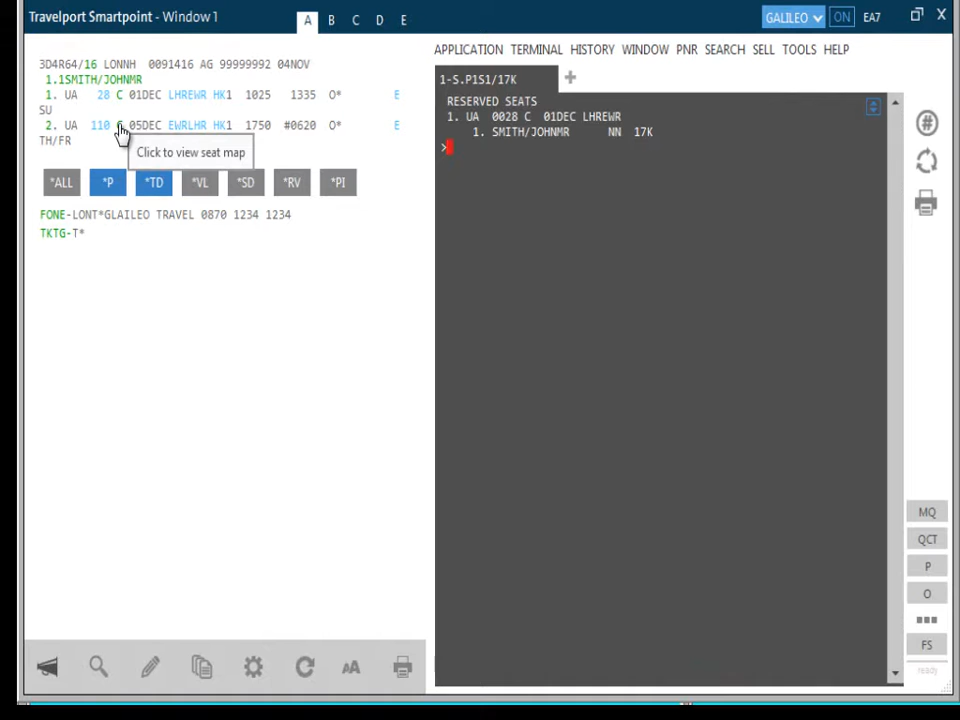 Travelport Smartpoint - Window 1
A B C D E
GALILEO ON EA7 X
APPLICATION TERMINAL HISTORY WINDOW PNR SEARCH SELL TOOLS HELP
3D4R64/16 LONNH 0091416 AG 99999992 04NOV
1.1SMITH/JOHNMR
1. UA 28 C 01DEC LHREWR HK1 1025 1335 O* E
SU
2. UA 110 C 05DEC EWRLHR HK1 1750 #0620 O* E
TH/FR
Click to view seat map
*ALL *P *TD *VL *SD *RV *PI
FONE-LONT*GLAILEO TRAVEL 0870 1234 1234
TKTG-T*
1-S.P1S1/17K
RESERVED SEATS
1. UA 0028 C 01DEC LHREWR
1. SMITH/JOHNMR NN 17K
>
#
MQ
QCT
P
O
FS
ready
AA